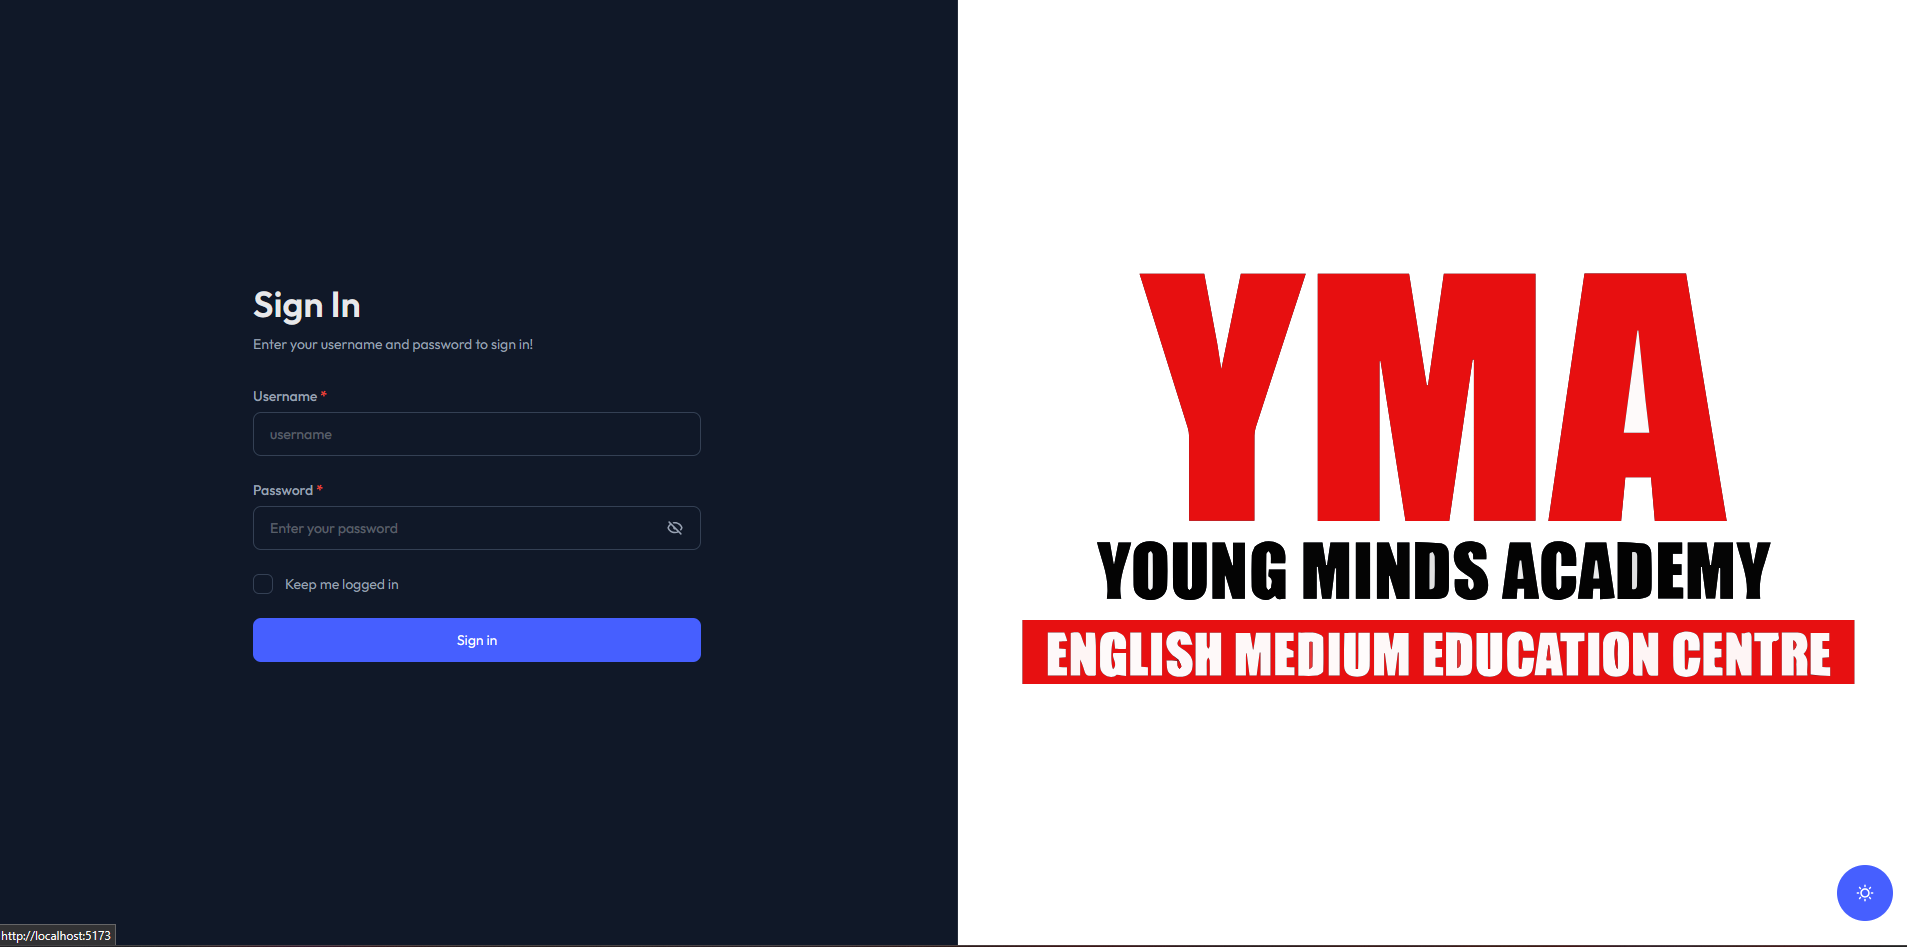 Sign In
Enter your username and password to sign in!
Username *
username
Password *
Enter your password
Keep me logged in
Sign in
YMA
YOUNG MINDS ACADEMY
ENGLISH MEDIUM EDUCATION CENTRE
http://localhost:5173